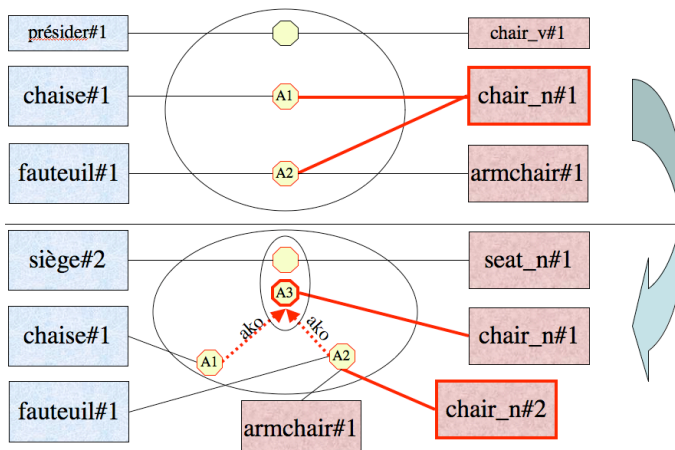 présider#1
chair_v#1
chaise#1
A1
chair_n#1
fauteuil#1
A2
armchair#1
siège#2
seat_n#1
A3
chaise#1
ako
ako
chair_n#1
A1
A2
fauteuil#1
armchair#1
chair_n#2